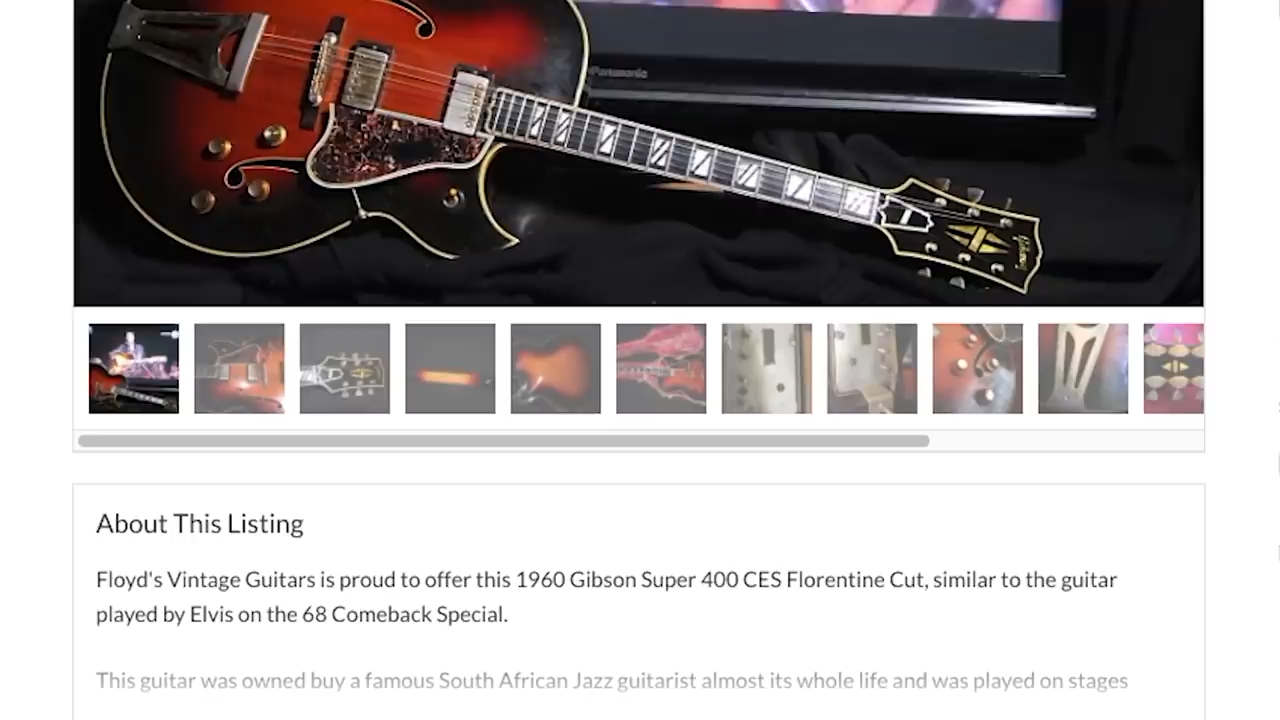 Panasonic
Gibson
About This Listing
Floyd's Vintage Guitars is proud to offer this 1960 Gibson Super 400 CES Florentine Cut, similar to the guitar
played by Elvis on the 68 Comeback Special.
This guitar was owned buy a famous South African Jazz guitarist almost its whole life and was played on stages